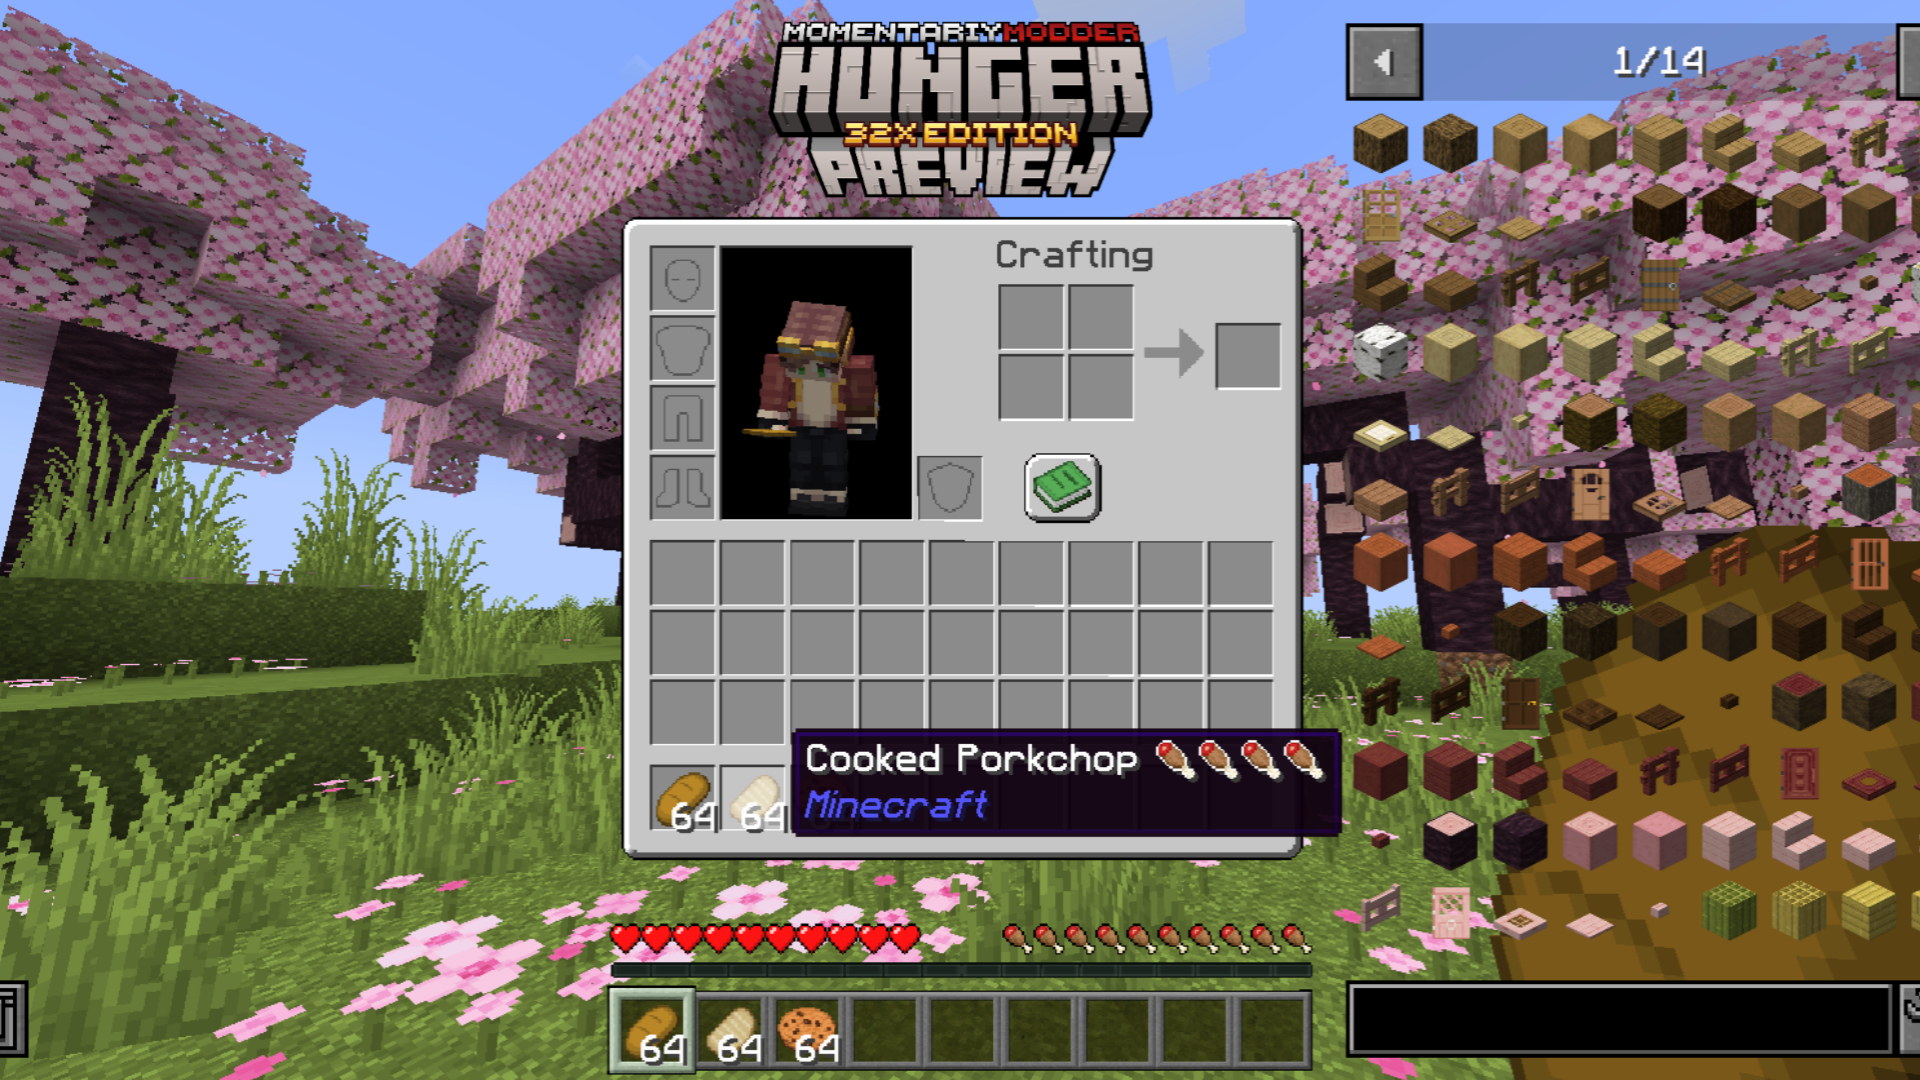 MOMENTARIYMODDER
HUNGER
32X EDITION
PREVIEW
1/14
Crafting
Cooked Porkchop
Minecraft
64
64
64
64
64